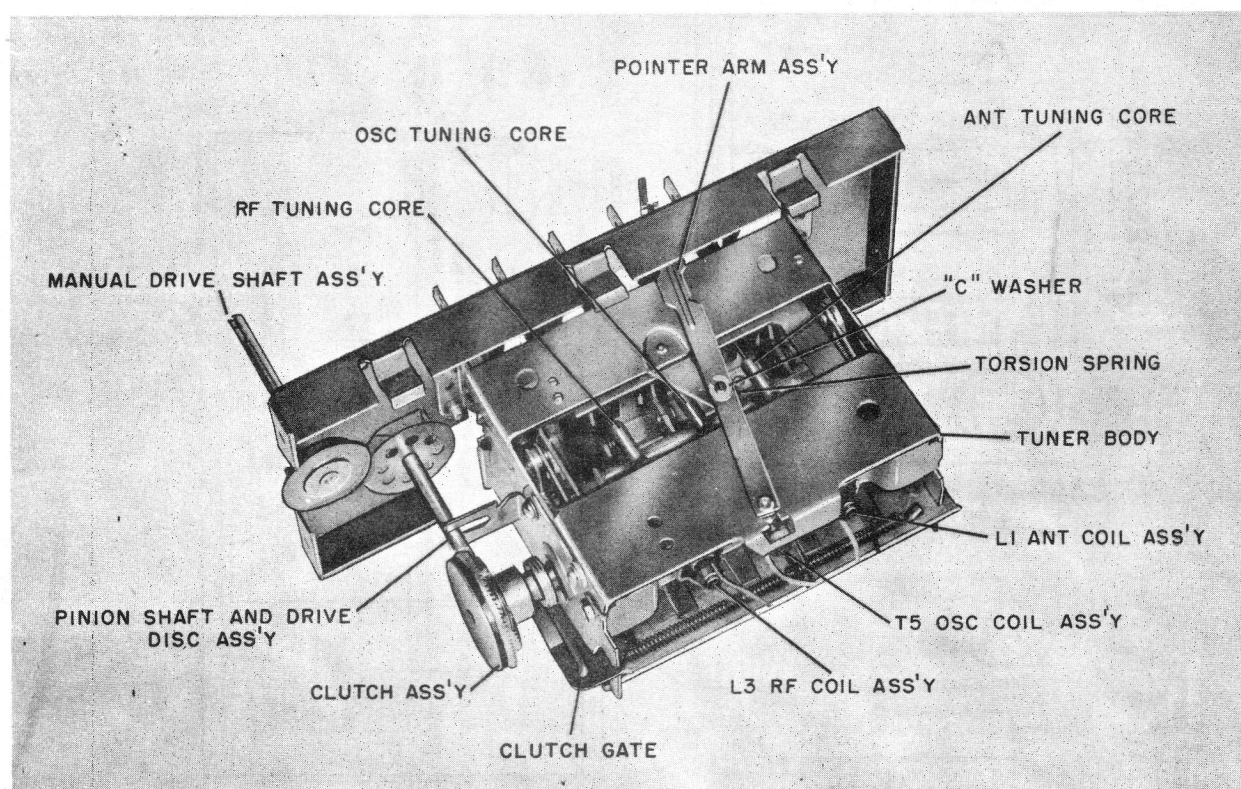 POINTER ARM ASS'Y
OSC TUNING CORE
ANT TUNING CORE
RF TUNING CORE
MANUAL DRIVE SHAFT ASS'Y
"C" WASHER
TORSION SPRING
TUNER BODY
L1 ANT COIL ASS'Y
PINION SHAFT AND DRIVE
DISC ASS'Y
T5 OSC COIL ASS'Y
CLUTCH ASS'Y
L3 RF COIL ASS'Y
CLUTCH GATE